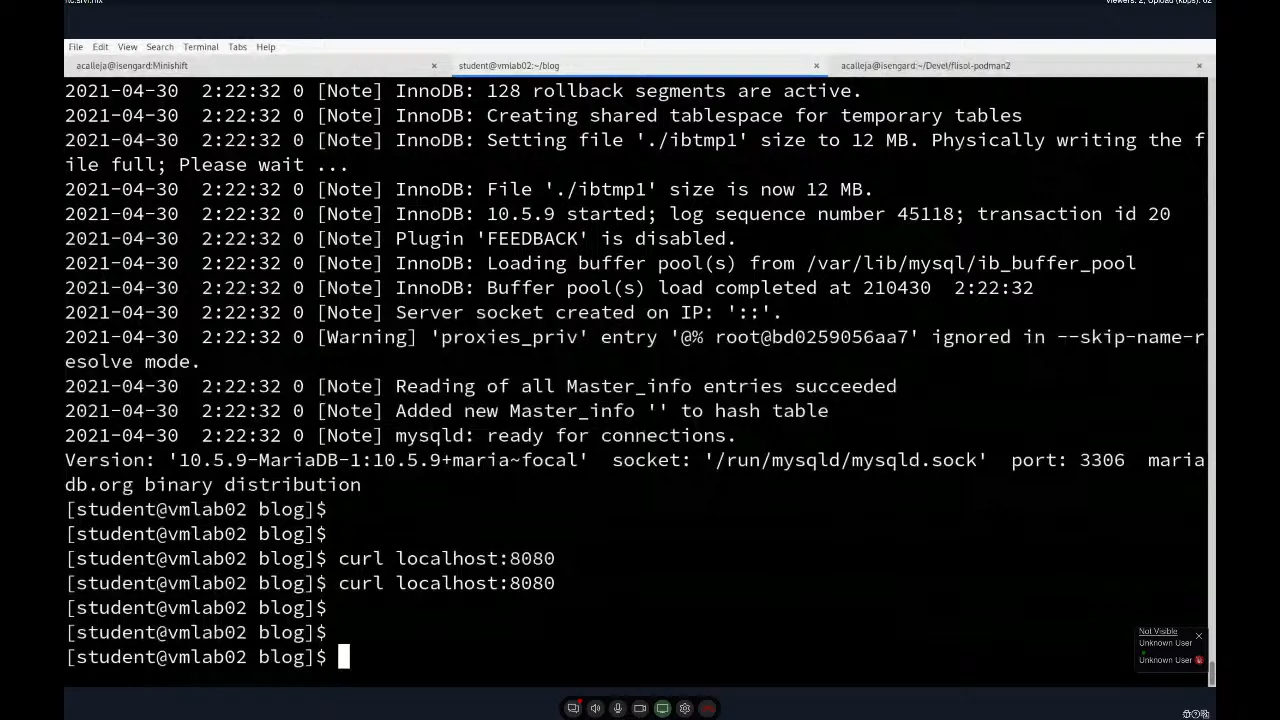 Viewers: 2, Upload (kbps): 62
File Edit View Search Terminal Tabs Help
acalleja@isengard:Minishift × student@vmlab02:~/blog × acalleja@isengard:~/Devel/flisol-podman2 ×
2021-04-30  2:22:32 0 [Note] InnoDB: 128 rollback segments are active.
2021-04-30  2:22:32 0 [Note] InnoDB: Creating shared tablespace for temporary tables
2021-04-30  2:22:32 0 [Note] InnoDB: Setting file './ibtmp1' size to 12 MB. Physically writing the f
ile full; Please wait ...
2021-04-30  2:22:32 0 [Note] InnoDB: File './ibtmp1' size is now 12 MB.
2021-04-30  2:22:32 0 [Note] InnoDB: 10.5.9 started; log sequence number 45118; transaction id 20
2021-04-30  2:22:32 0 [Note] Plugin 'FEEDBACK' is disabled.
2021-04-30  2:22:32 0 [Note] InnoDB: Loading buffer pool(s) from /var/lib/mysql/ib_buffer_pool
2021-04-30  2:22:32 0 [Note] InnoDB: Buffer pool(s) load completed at 210430  2:22:32
2021-04-30  2:22:32 0 [Note] Server socket created on IP: '::'.
2021-04-30  2:22:32 0 [Warning] 'proxies_priv' entry '@% root@bd0259056aa7' ignored in --skip-name-r
esolve mode.
2021-04-30  2:22:32 0 [Note] Reading of all Master_info entries succeeded
2021-04-30  2:22:32 0 [Note] Added new Master_info '' to hash table
2021-04-30  2:22:32 0 [Note] mysqld: ready for connections.
Version: '10.5.9-MariaDB-1:10.5.9+maria~focal'  socket: '/run/mysqld/mysqld.sock'  port: 3306  maria
db.org binary distribution
[student@vmlab02 blog]$
[student@vmlab02 blog]$
[student@vmlab02 blog]$ curl localhost:8080
[student@vmlab02 blog]$ curl localhost:8080
[student@vmlab02 blog]$
[student@vmlab02 blog]$
[student@vmlab02 blog]$
Not Visible
Unknown User
Unknown User